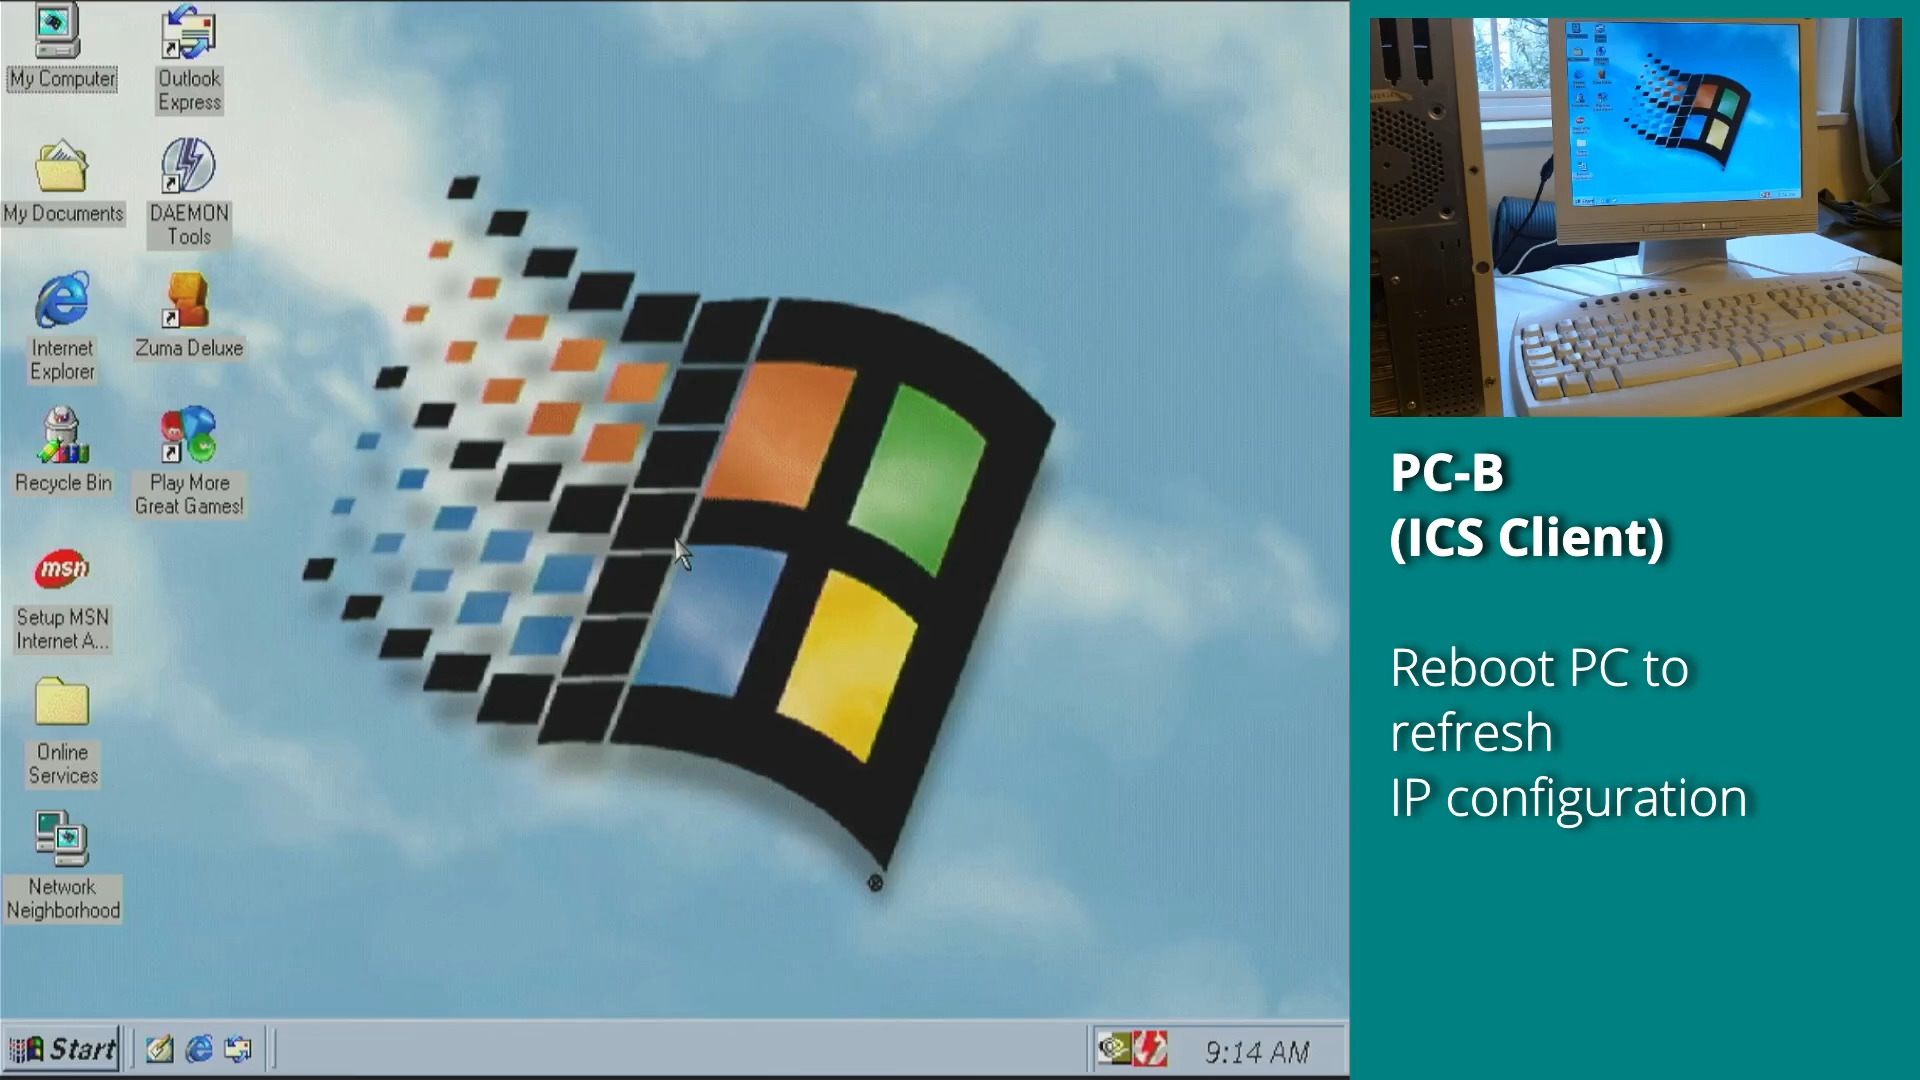 My Computer
Outlook
Express
My Documents
DAEMON
Tools
Internet
Explorer
Zuma Deluxe
Recycle Bin
Play More
Great Games!
msn
Setup MSN
Internet A...
Online
Services
Network
Neighborhood
Start
9:14 AM
PC-B
(ICS Client)
Reboot PC to
refresh
IP configuration